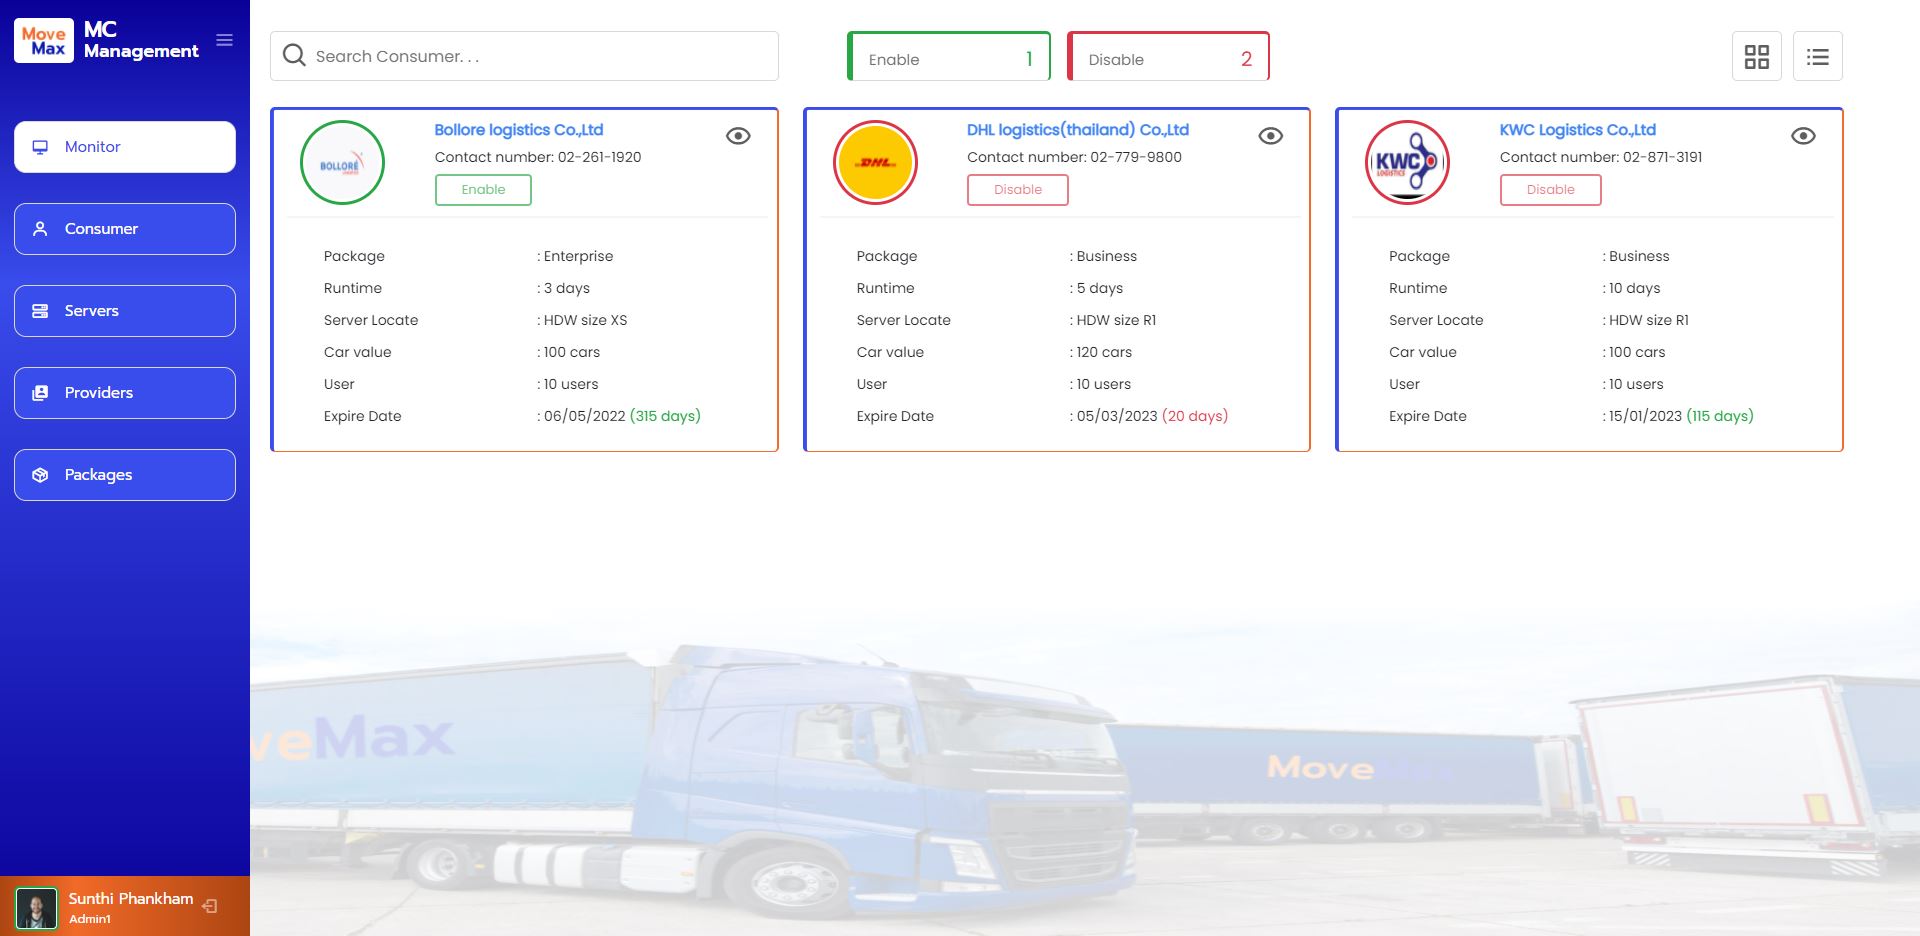 Move
Max
MC
Management
Monitor
Consumer
Servers
Providers
Packages
Sunthi Phankham
Admin1
Search Consumer. . .
Enable 1
Disable 2
BOLLORÉ
Bollore logistics Co.,Ltd
Contact number: 02-261-1920
Enable
Package : Enterprise
Runtime : 3 days
Server Locate : HDW size XS
Car value : 100 cars
User : 10 users
Expire Date : 06/05/2022 (315 days)
DHL
DHL logistics(thailand) Co.,Ltd
Contact number: 02-779-9800
Disable
Package : Business
Runtime : 5 days
Server Locate : HDW size R1
Car value : 120 cars
User : 10 users
Expire Date : 05/03/2023 (20 days)
KWC
LOGISTICS
KWC Logistics Co.,Ltd
Contact number: 02-871-3191
Disable
Package : Business
Runtime : 10 days
Server Locate : HDW size R1
Car value : 100 cars
User : 10 users
Expire Date : 15/01/2023 (115 days)
veMax
MoveMax